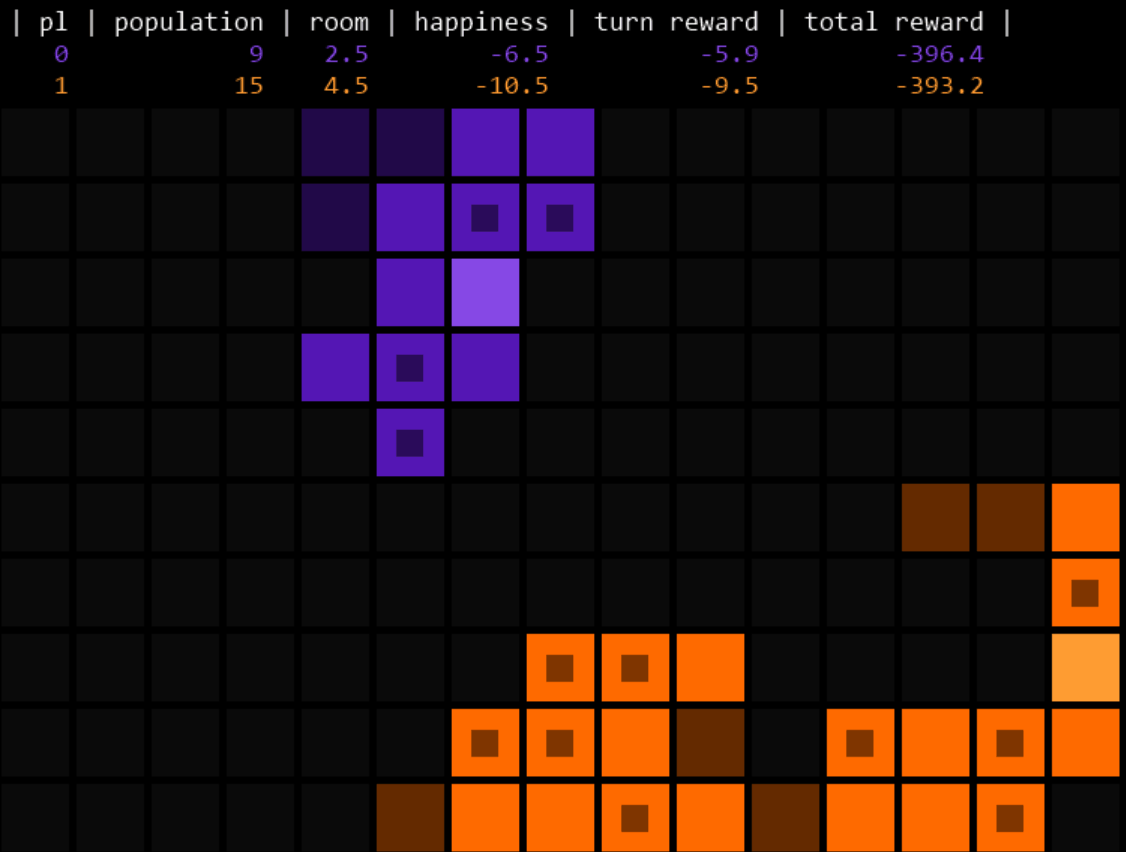 | pl | population | room | happiness | turn reward | total reward |
0 9 2.5 -6.5 -5.9 -396.4
1 15 4.5 -10.5 -9.5 -393.2